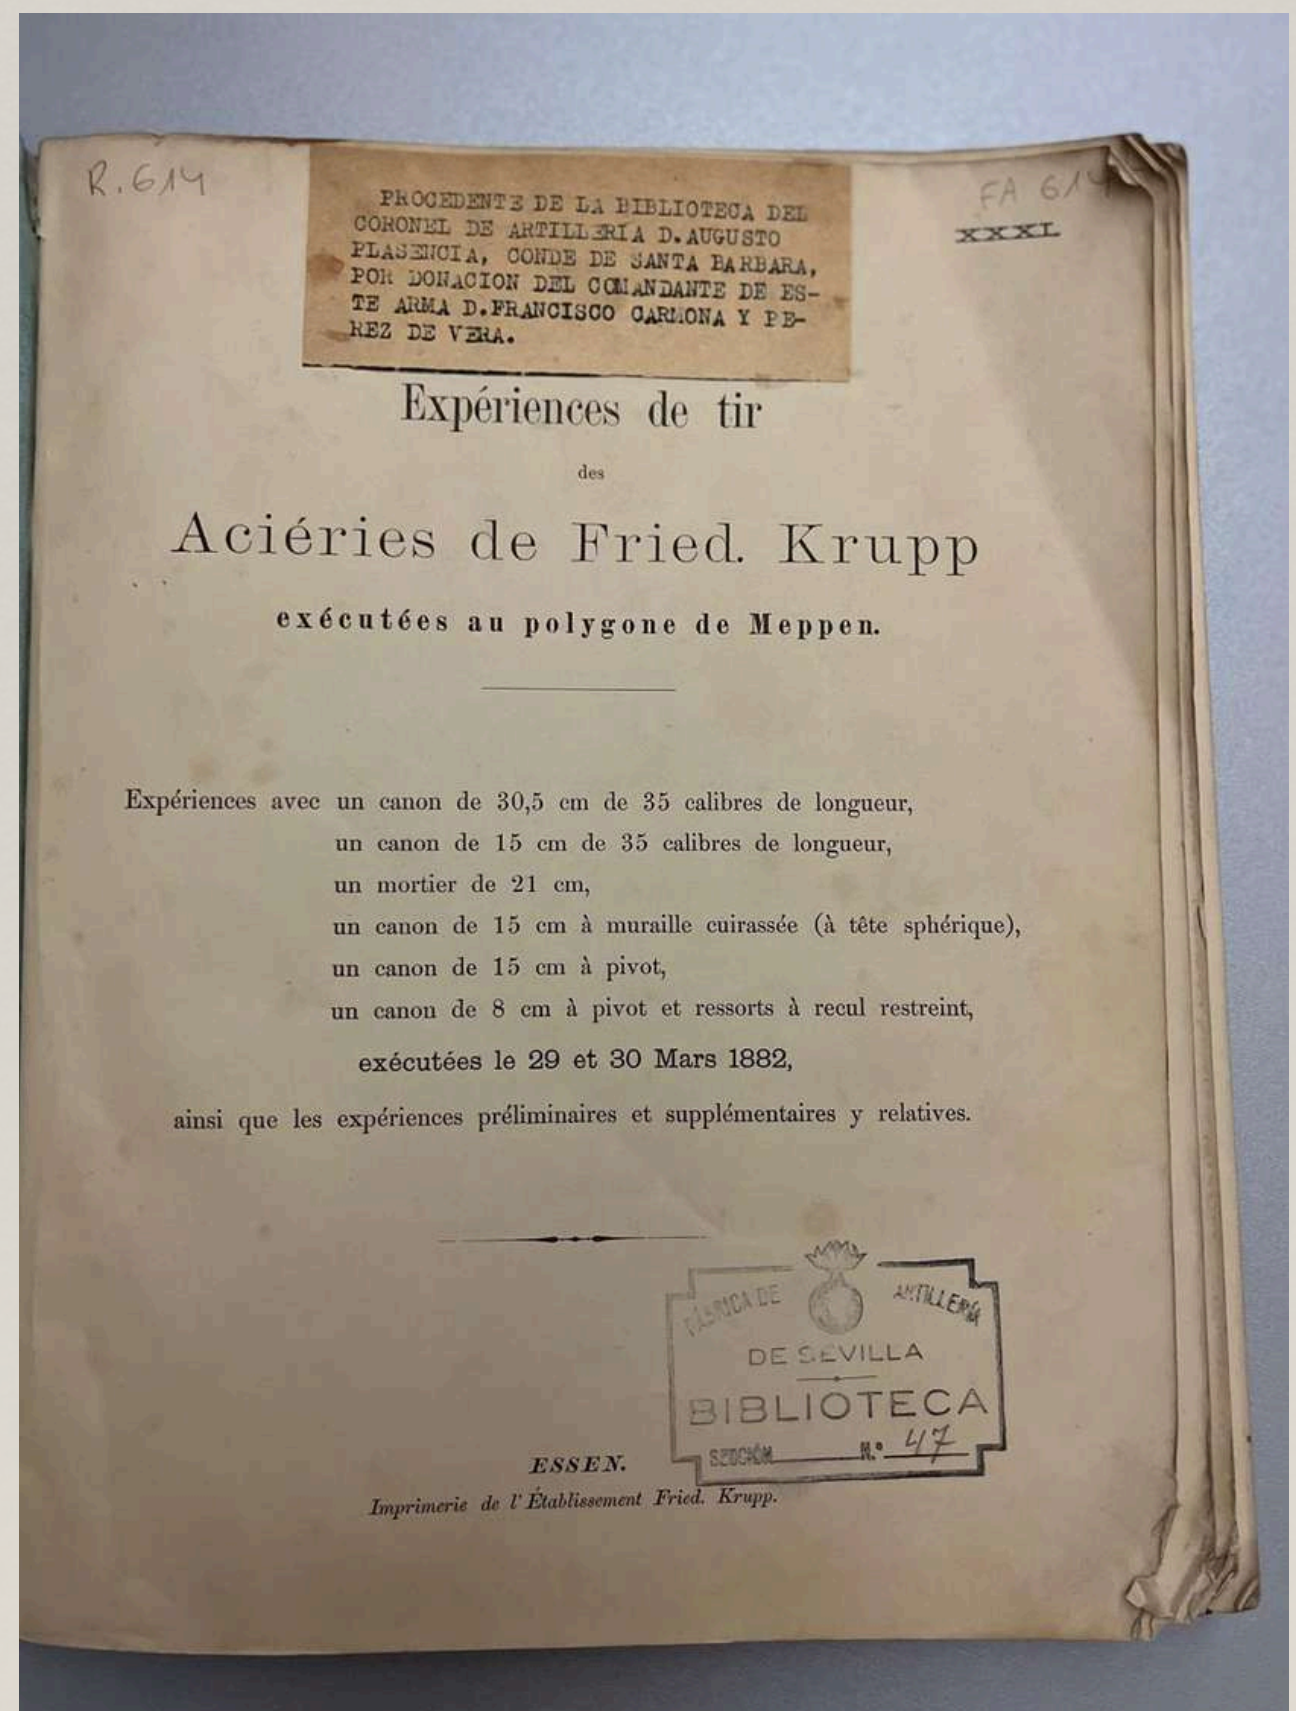 R. 614
FA 614
XXXI
PROCEDENTE DE LA BIBLIOTECA DEL
CORONEL DE ARTILLERIA D. AUGUSTO
PLASENCIA, CONDE DE SANTA BARBARA,
POR DONACION DEL COMANDANTE DE ES-
TE ARMA D.FRANCISCO CARMONA Y PE-
REZ DE VERA.
Expériences de tir
des
Aciéries de Fried. Krupp
exécutées au polygone de Meppen.
Expériences avec un canon de 30,5 cm de 35 calibres de longueur,
un canon de 15 cm de 35 calibres de longueur,
un mortier de 21 cm,
un canon de 15 cm à muraille cuirassée (à tête sphérique),
un canon de 15 cm à pivot,
un canon de 8 cm à pivot et ressorts à recul restreint,
exécutées le 29 et 30 Mars 1882,
ainsi que les expériences préliminaires et supplémentaires y relatives.
FÁBRICA DE ARTILLERÍA
DE SEVILLA
BIBLIOTECA
SECCIÓN N.º 47
ESSEN.
Imprimerie de l'Établissement Fried. Krupp.